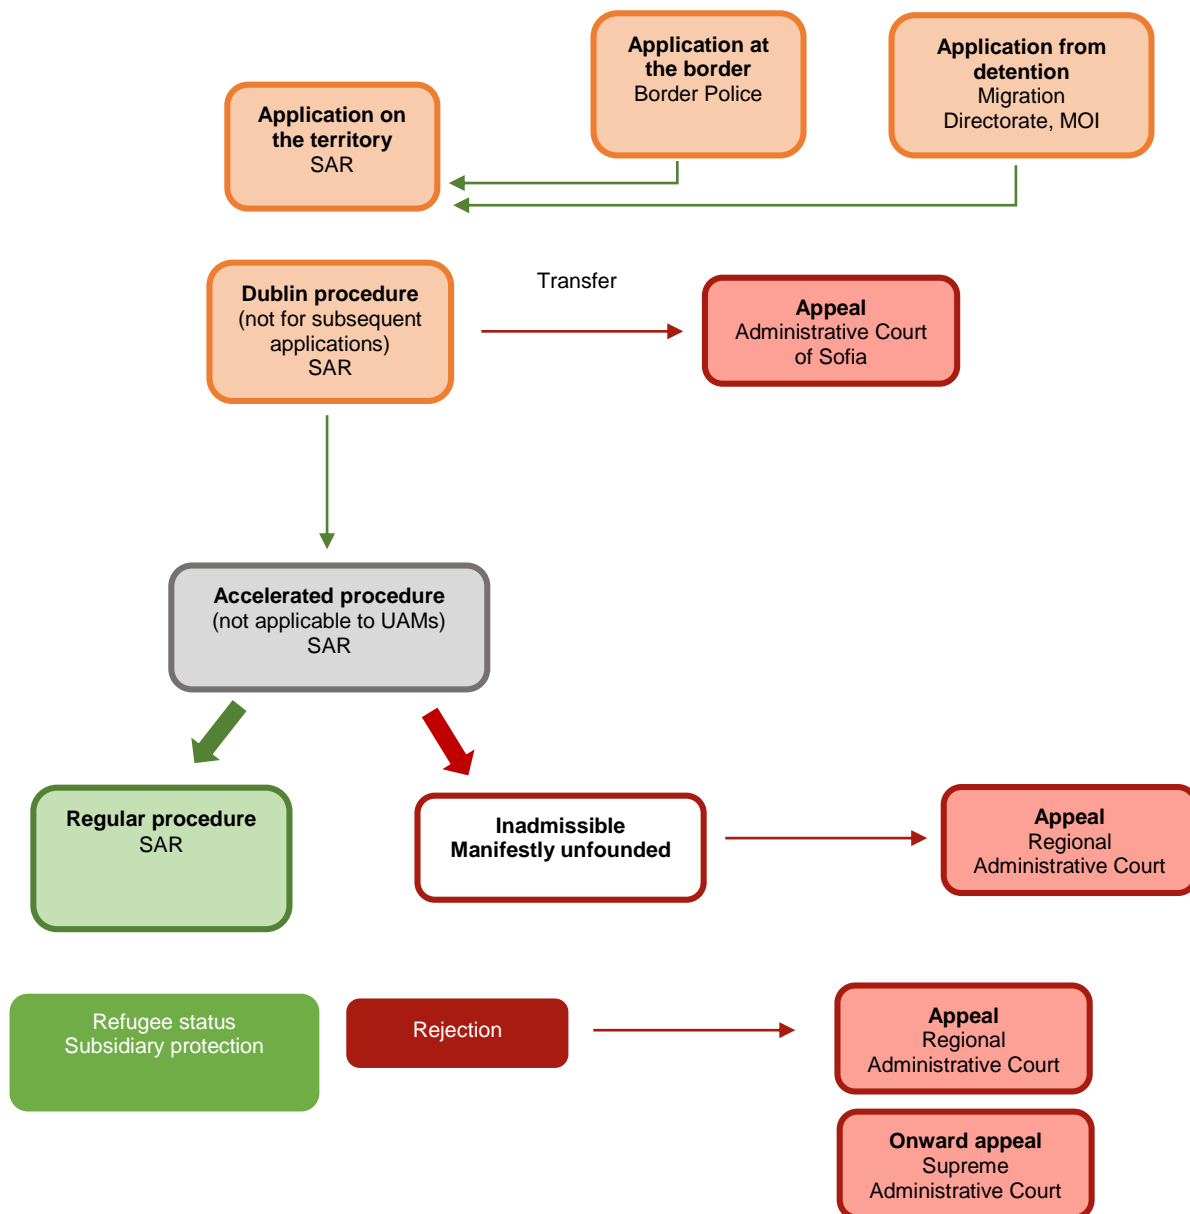 Application at
the border
Border Police
Application from
detention
Migration
Directorate, MOI
Application on
the territory
SAR
Dublin procedure
(not for subsequent
applications)
SAR
Transfer
Appeal
Administrative Court
of Sofia
Accelerated procedure
(not applicable to UAMs)
SAR
Regular procedure
SAR
Inadmissible
Manifestly unfounded
Appeal
Regional
Administrative Court
Refugee status
Subsidiary protection
Rejection
Appeal
Regional
Administrative Court
Onward appeal
Supreme
Administrative Court